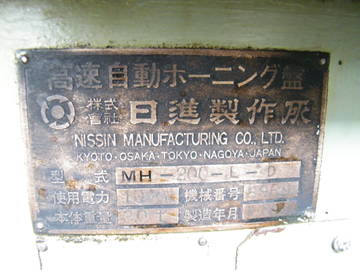 高速自動ホーニング盤
株式會社 日進製作所
NISSIN MANUFACTURING CO., LTD.
KYOTO・OSAKA・TOKYO・NAGOYA・JAPAN
型式 MH-200-L-D
使用電力 機械番号
本体重量 製造年月